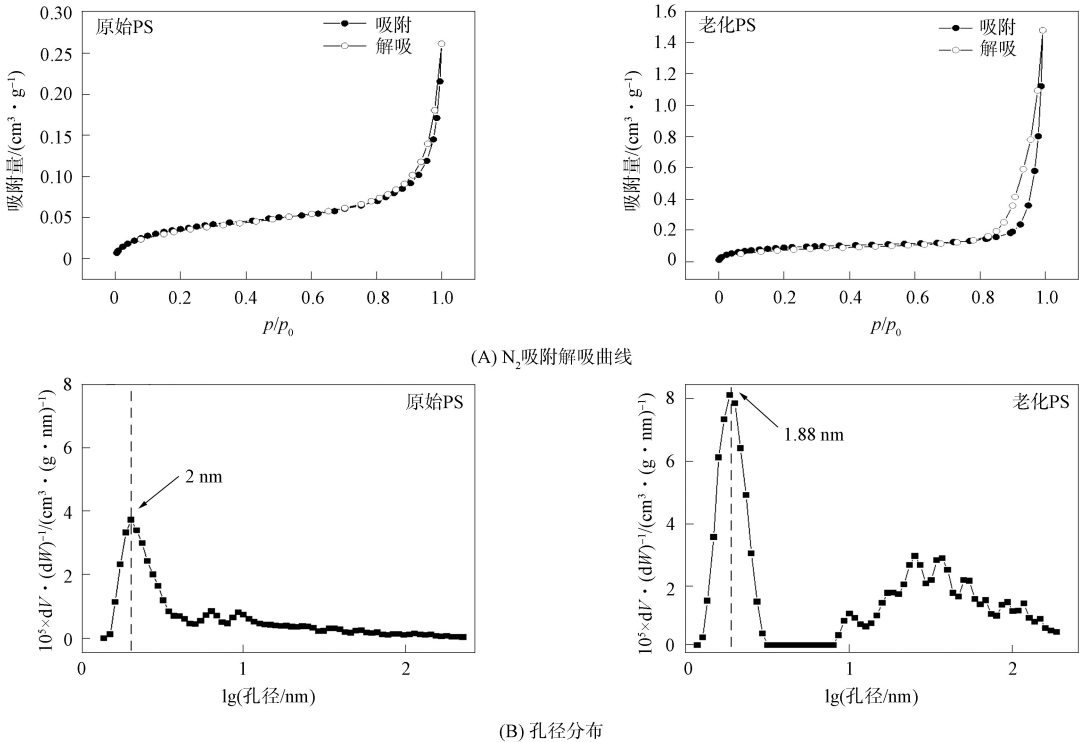 原始PS
吸附
解吸
0.30
0.25
0.20
0.15
0.10
0.05
0
吸附量/(cm³·g⁻¹)
0 0.2 0.4 0.6 0.8 1.0
p/p₀
老化PS
吸附
解吸
1.6
1.4
1.2
1.0
0.8
0.6
0.4
0.2
0
吸附量/(cm³·g⁻¹)
0 0.2 0.4 0.6 0.8 1.0
p/p₀
(A) N₂吸附解吸曲线
原始PS
2 nm
8
6
4
2
0
10⁵×dV·(dW)⁻¹/(cm³·(g·nm)⁻¹)
0 1 2
lg(孔径/nm)
老化PS
1.88 nm
8
6
4
2
0
10⁵×dV·(dW)⁻¹/(cm³·(g·nm)⁻¹)
0 1 2
lg(孔径/nm)
(B) 孔径分布